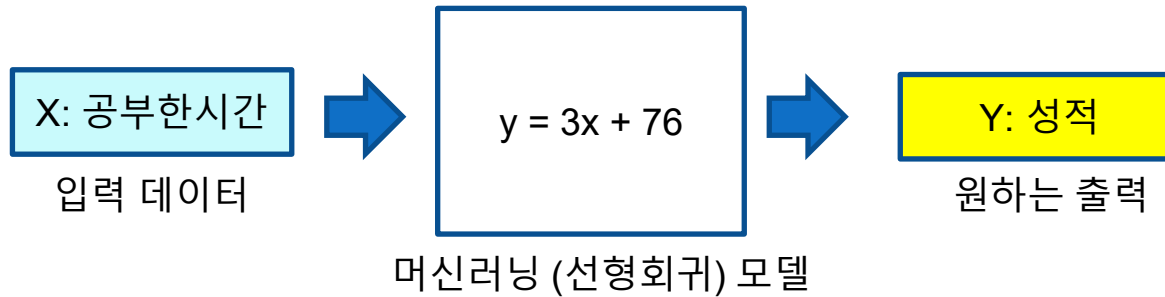 X: 공부한시간
입력 데이터
y = 3x + 76
머신러닝 (선형회귀) 모델
Y: 성적
원하는 출력